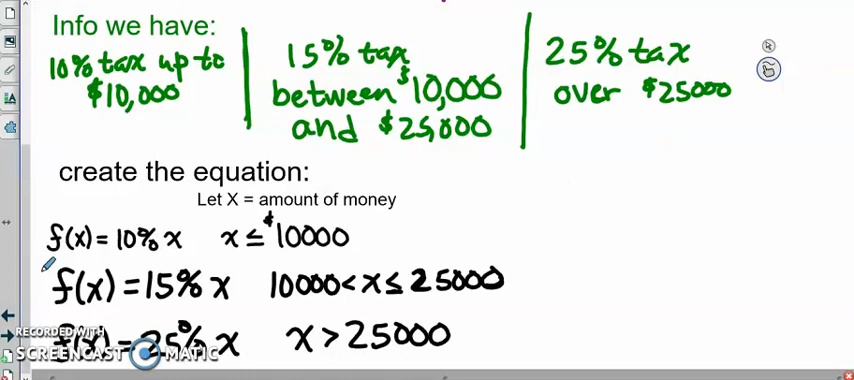 Info we have:
10% tax up to
$10,000
15% tax
between $10,000
and $25,000
25% tax
over $25000
create the equation:
Let X = amount of money
f(x) = 10% x   x ≤ $10000
f(x) = 15% x   10000 < x ≤ 25000
f(x) = 25% x   x > 25000
RECORDED WITH
SCREENCAST MATIC